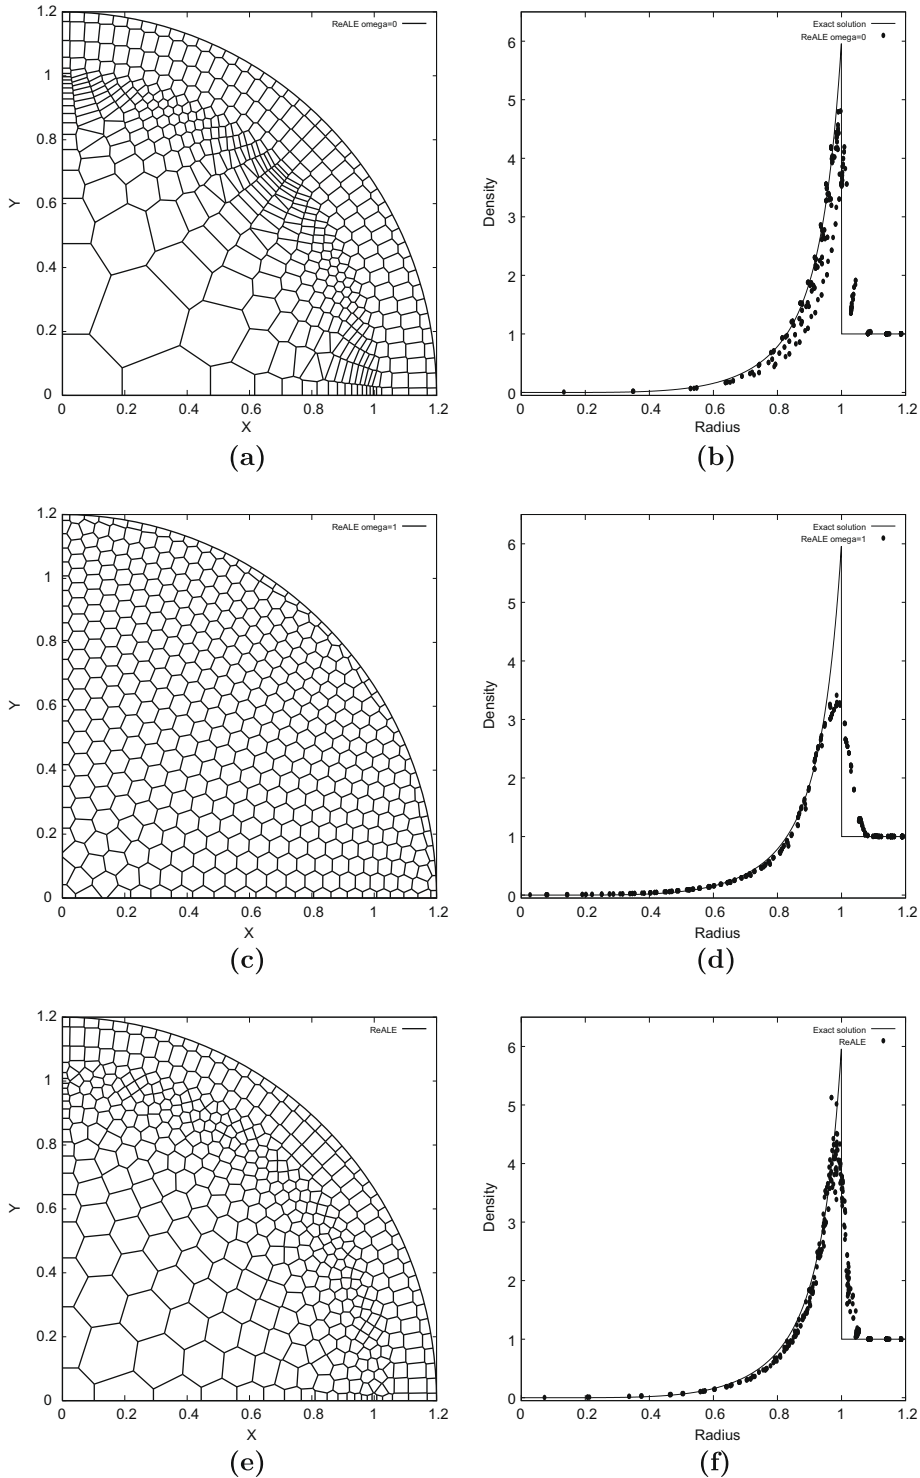 ReALE omega=0
1.2
1
0.8
0.6
0.4
0.2
0
Y
0 0.2 0.4 0.6 0.8 1 1.2
X
(a)
Exact solution
ReALE omega=0
6
5
4
3
2
1
0
Density
0 0.2 0.4 0.6 0.8 1 1.2
Radius
(b)
ReALE omega=1
1.2
1
0.8
0.6
0.4
0.2
0
Y
0 0.2 0.4 0.6 0.8 1 1.2
X
(c)
Exact solution
ReALE omega=1
6
5
4
3
2
1
0
Density
0 0.2 0.4 0.6 0.8 1 1.2
Radius
(d)
ReALE
1.2
1
0.8
0.6
0.4
0.2
0
Y
0 0.2 0.4 0.6 0.8 1 1.2
X
(e)
Exact solution
ReALE
6
5
4
3
2
1
0
Density
0 0.2 0.4 0.6 0.8 1 1.2
Radius
(f)